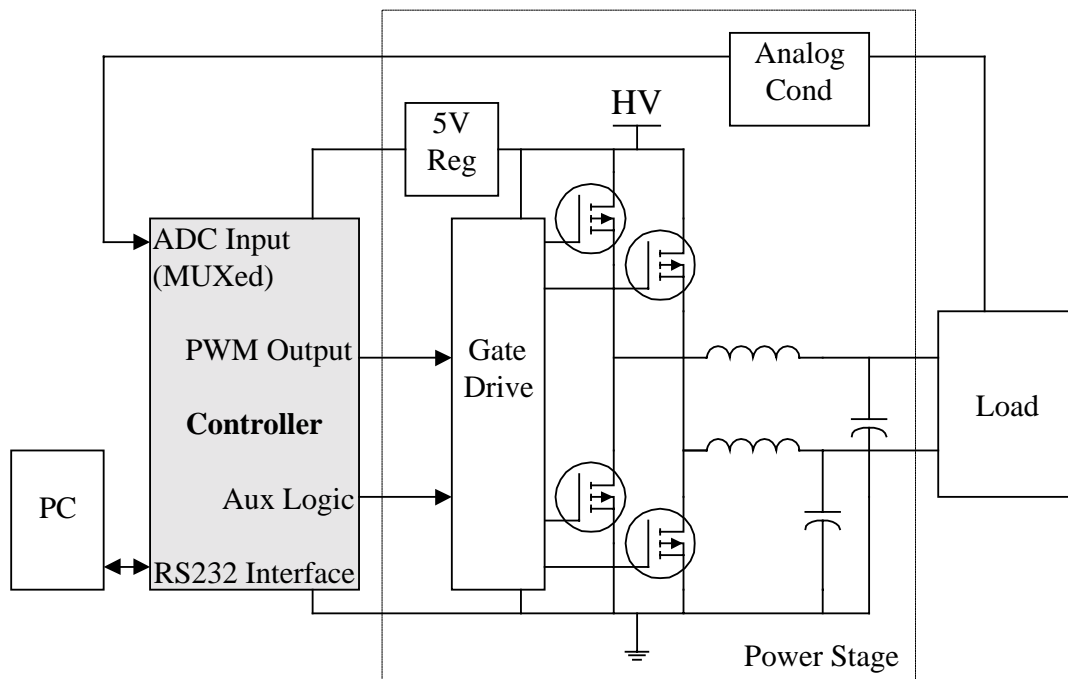 Analog
Cond
HV
5V
Reg
ADC Input
(MUXed)
PWM Output
Gate
Drive
Controller
Load
Aux Logic
PC
RS232 Interface
Power Stage